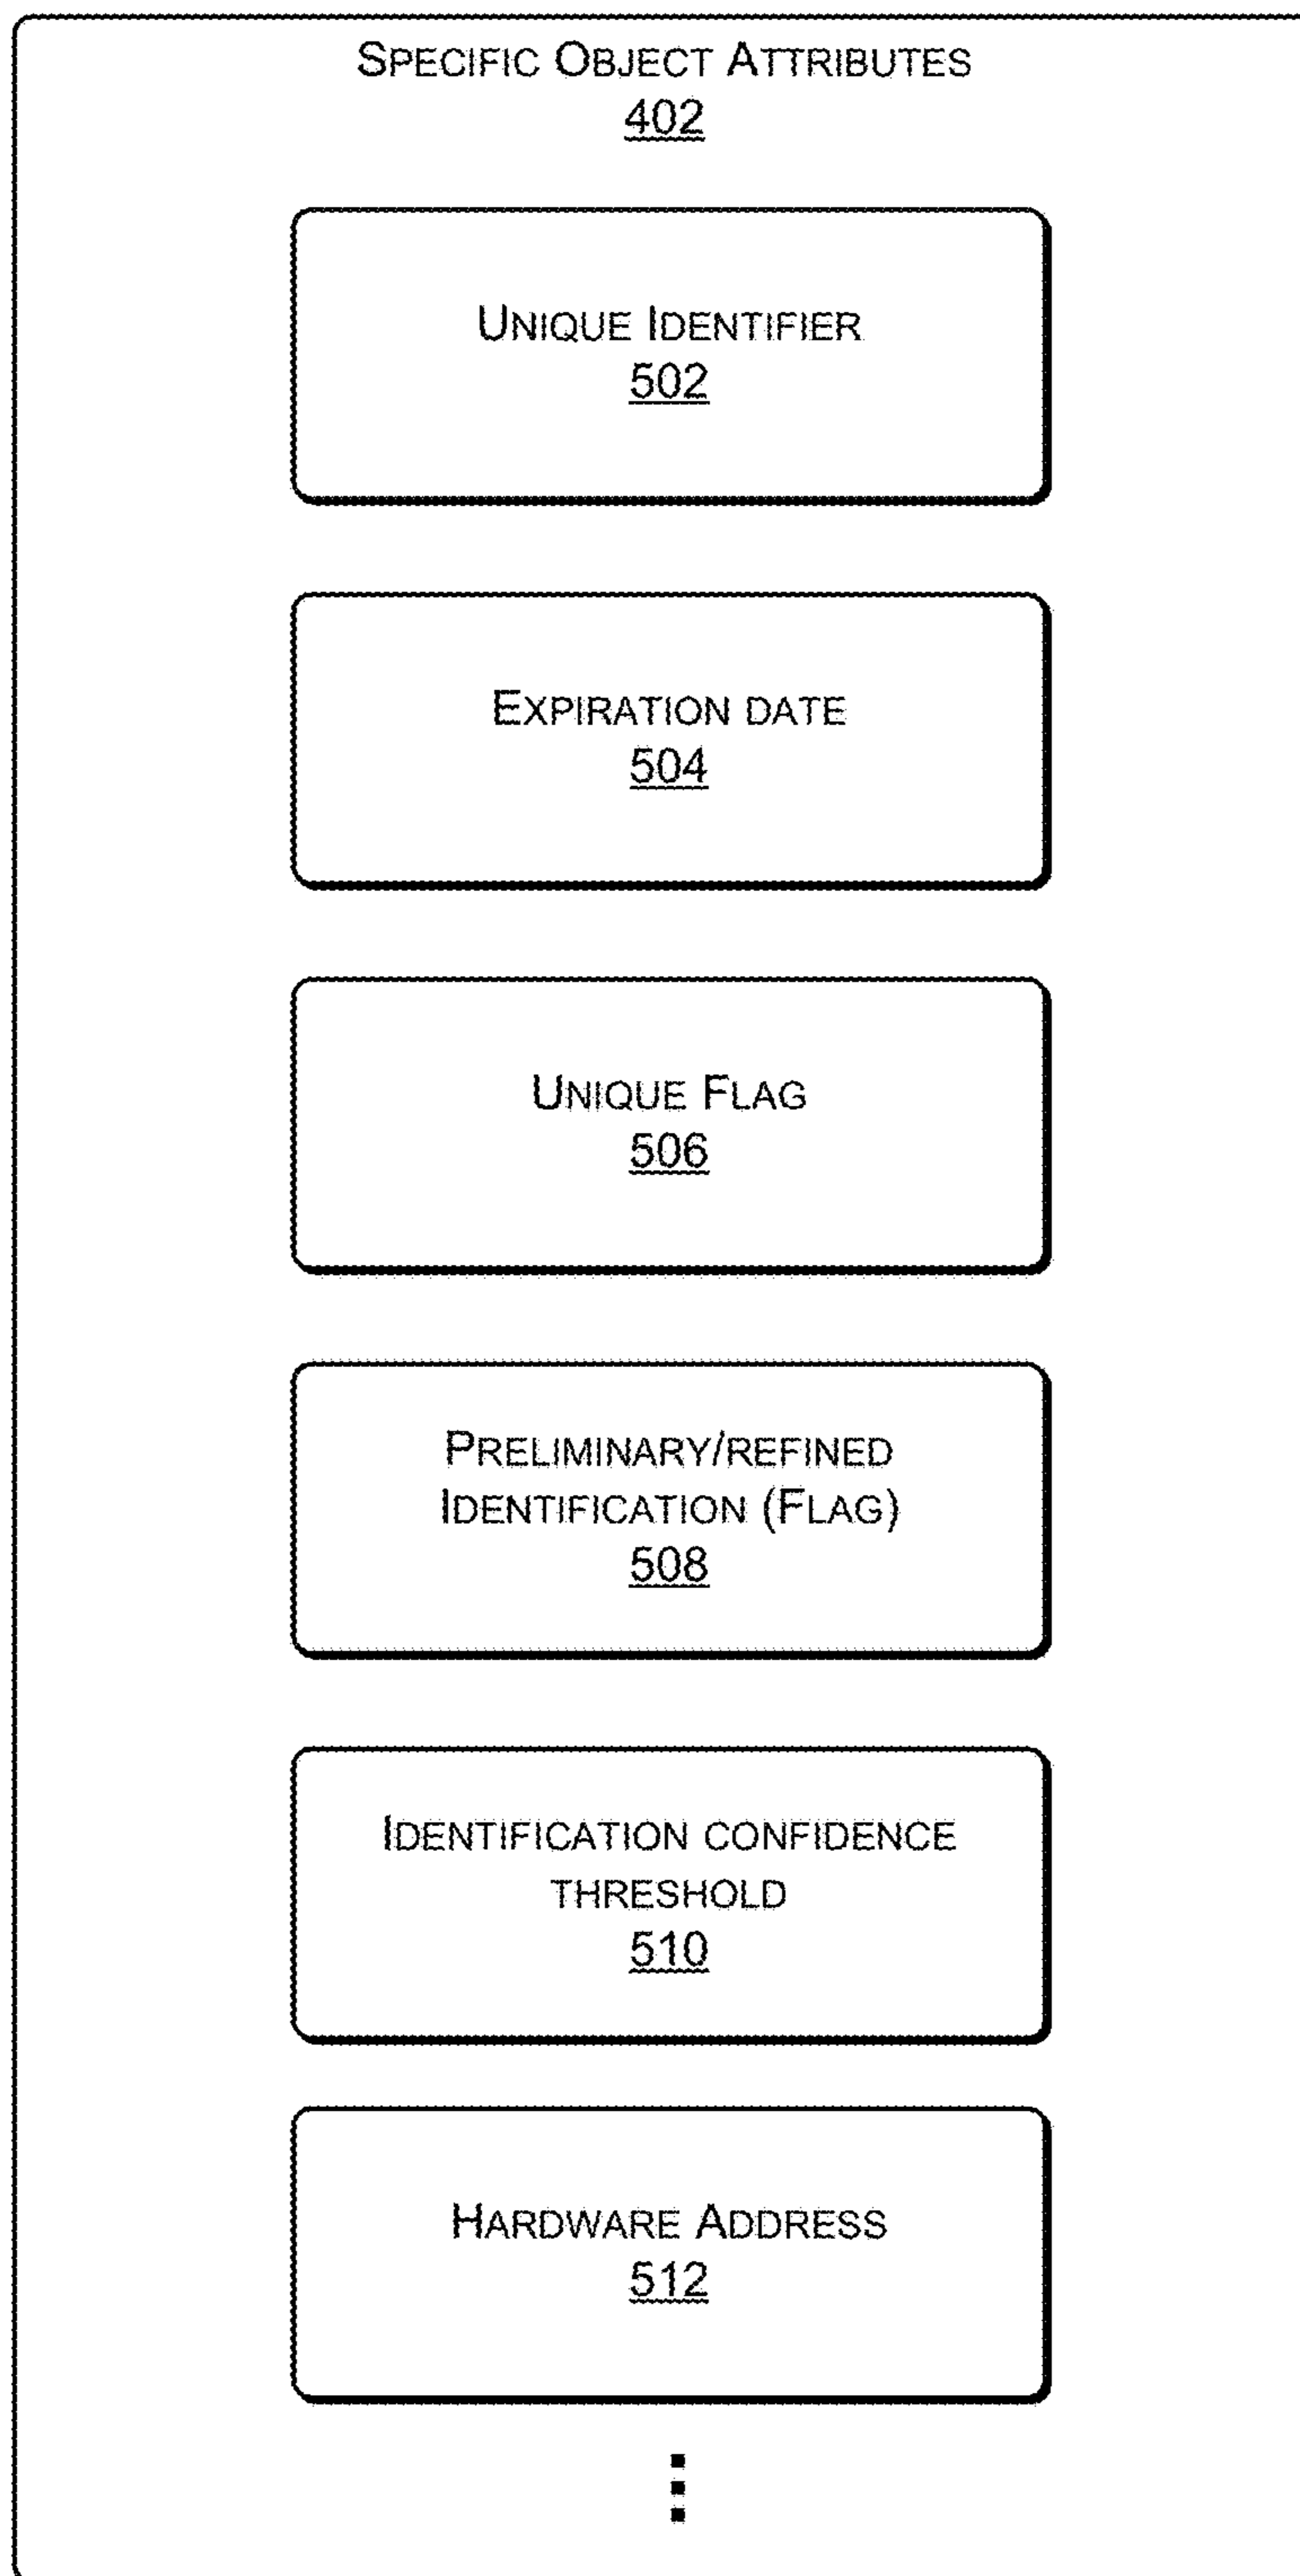 SPECIFIC OBJECT ATTRIBUTES
402
UNIQUE IDENTIFIER
502
EXPIRATION DATE
504
UNIQUE FLAG
506
PRELIMINARY/REFINED
IDENTIFICATION (FLAG)
508
IDENTIFICATION CONFIDENCE
THRESHOLD
510
HARDWARE ADDRESS
512